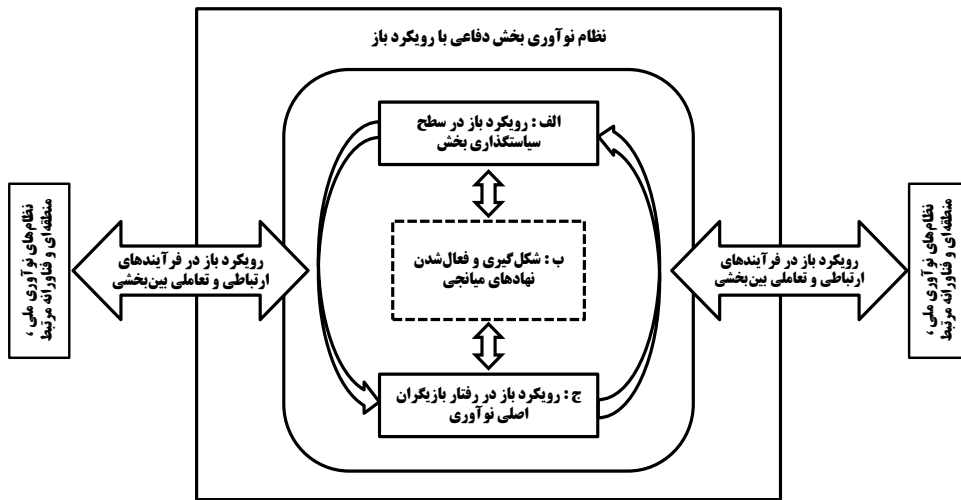 نظام نوآوری بخش دفاعی با رویکرد باز
الف : رویکرد باز در سطح
سیاستگذاری بخش
نظام‌های نوآوری ملی ،
منطقه‌ای و فناورانه مرتبط
رویکرد باز در فرآیندهای
ارتباطی و تعاملی بین‌بخشی
ب : شکل‌گیری و فعال‌شدن
نهادهای میانجی
رویکرد باز در فرآیندهای
ارتباطی و تعاملی بین‌بخشی
نظام‌های نوآوری ملی ،
منطقه‌ای و فناورانه مرتبط
ج : رویکرد باز در رفتار بازیگران
اصلی نوآوری